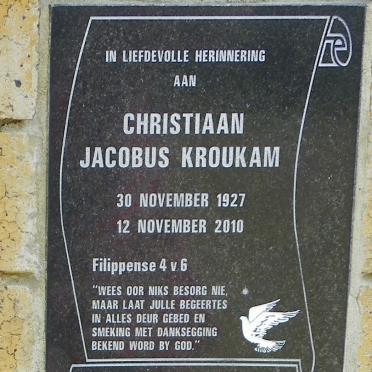 IN LIEFDEVOLLE HERINNERING
AAN
CHRISTIAAN
JACOBUS KROUKAM
30 NOVEMBER 1927
12 NOVEMBER 2010
Filippense 4 v 6
"WEES OOR NIKS BESORG NIE,
MAAR LAAT JULLE BEGEERTES
IN ALLES DEUR GEBED EN
SMEKING MET DANKSEGGING
BEKEND WORD BY GOD."